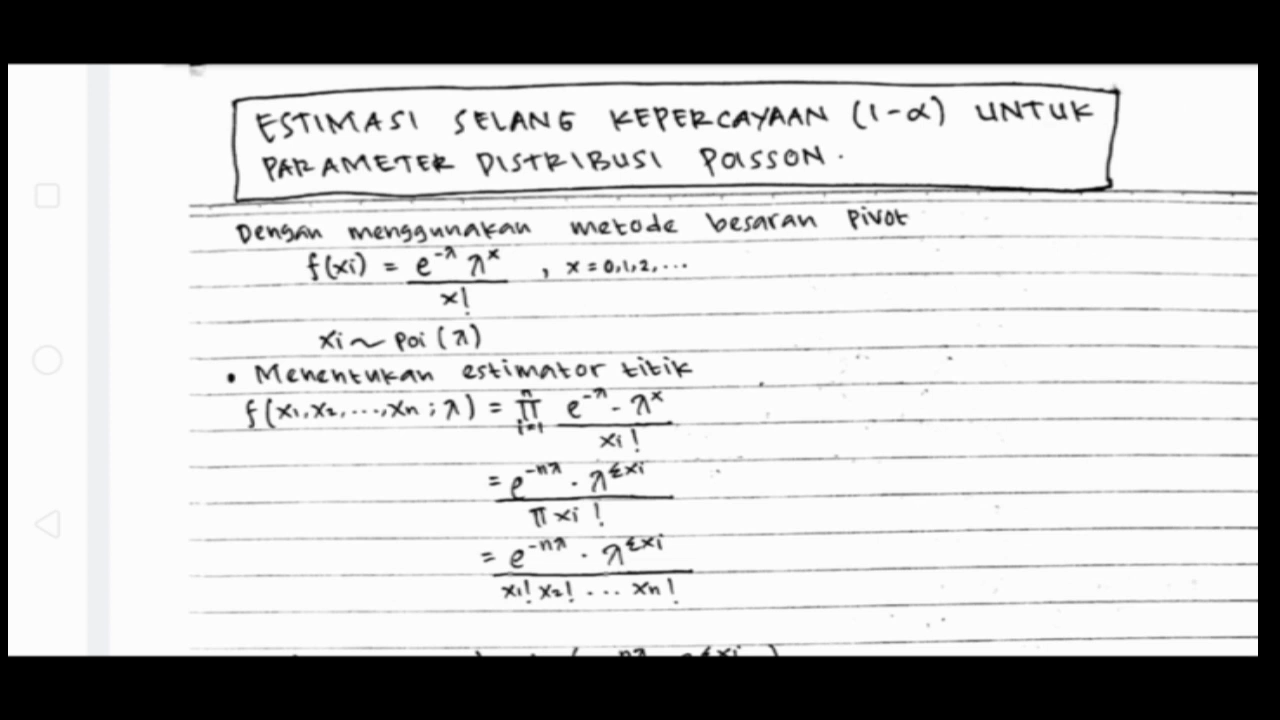 ESTIMASI SELANG KEPERCAYAAN (1-α) UNTUK
PARAMETER DISTRIBUSI POISSON.
Dengan menggunakan metode besaran pivot
f(xi) = e^-λ λ^x / x! , x = 0,1,2,...
xi ~ Poi (λ)
• Menentukan estimator titik
f(x1,x2,...,xn ; λ) = π i=1 n e^-λ . λ^x / xi!
= e^-nλ . λ^Σxi / π xi !
= e^-nλ . λ^Σxi / x1! x2! ... xn!